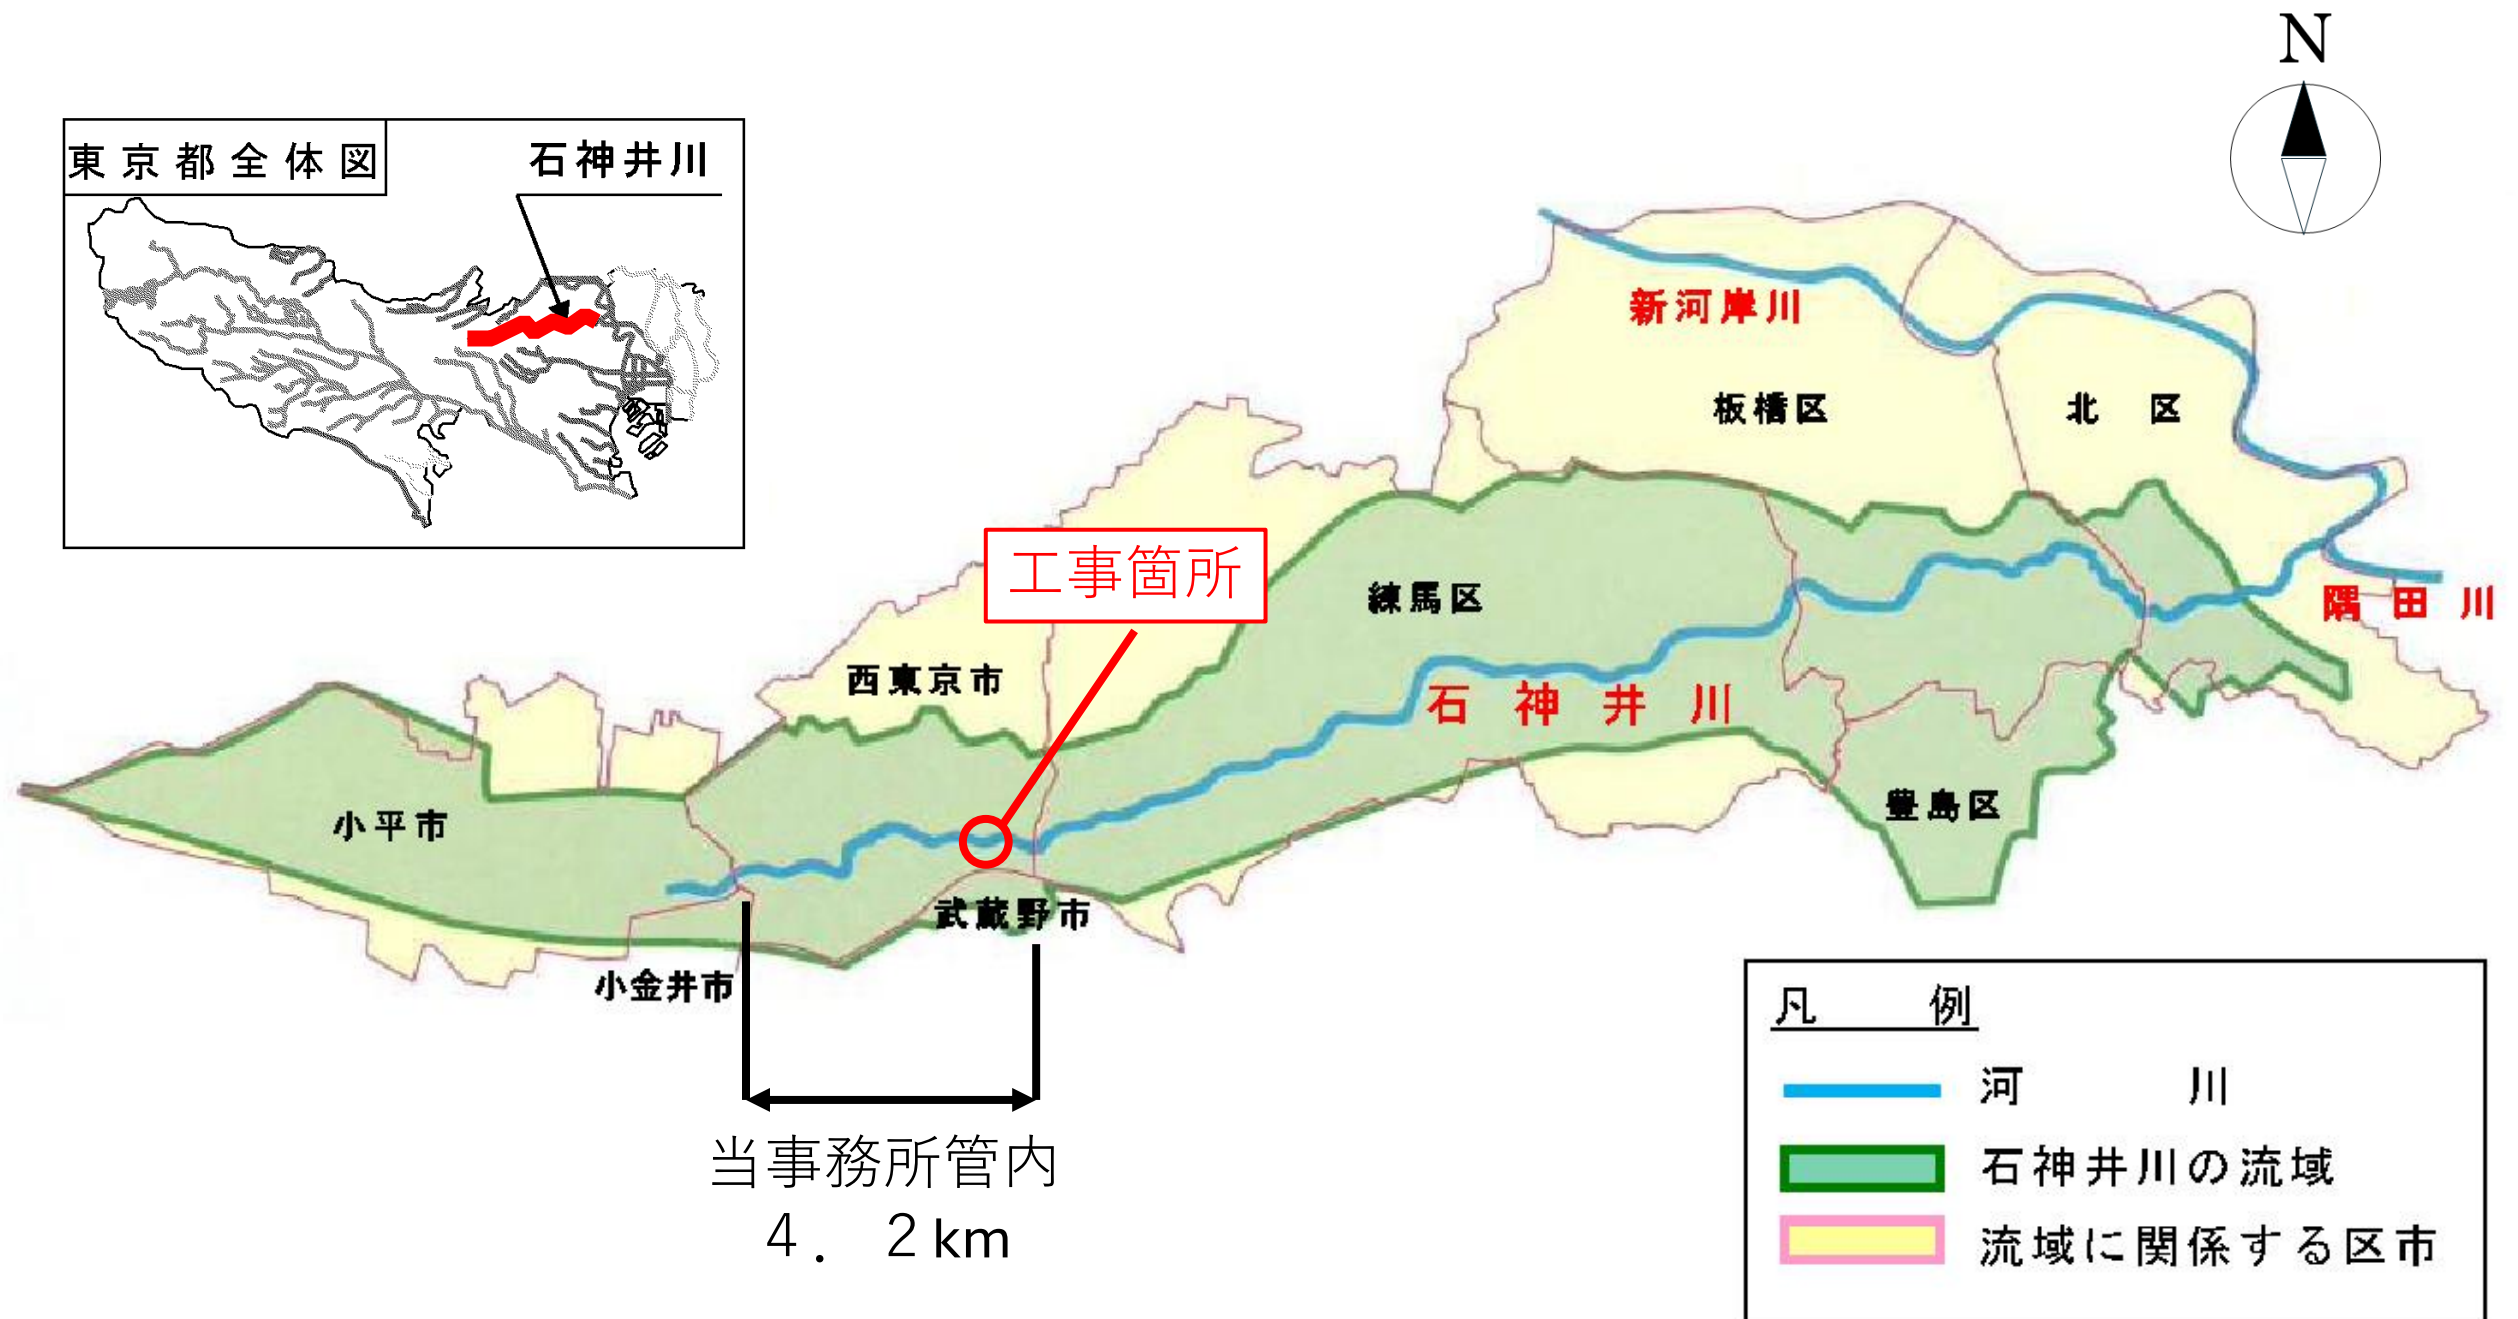 N
東京都全体図
石神井川
新河岸川
板橋区
北区
工事箇所
練馬区
隅田川
西東京市
石神井川
豊島区
小平市
武蔵野市
小金井市
当事務所管内
４．２km
凡例
河川
石神井川の流域
流域に関係する区市